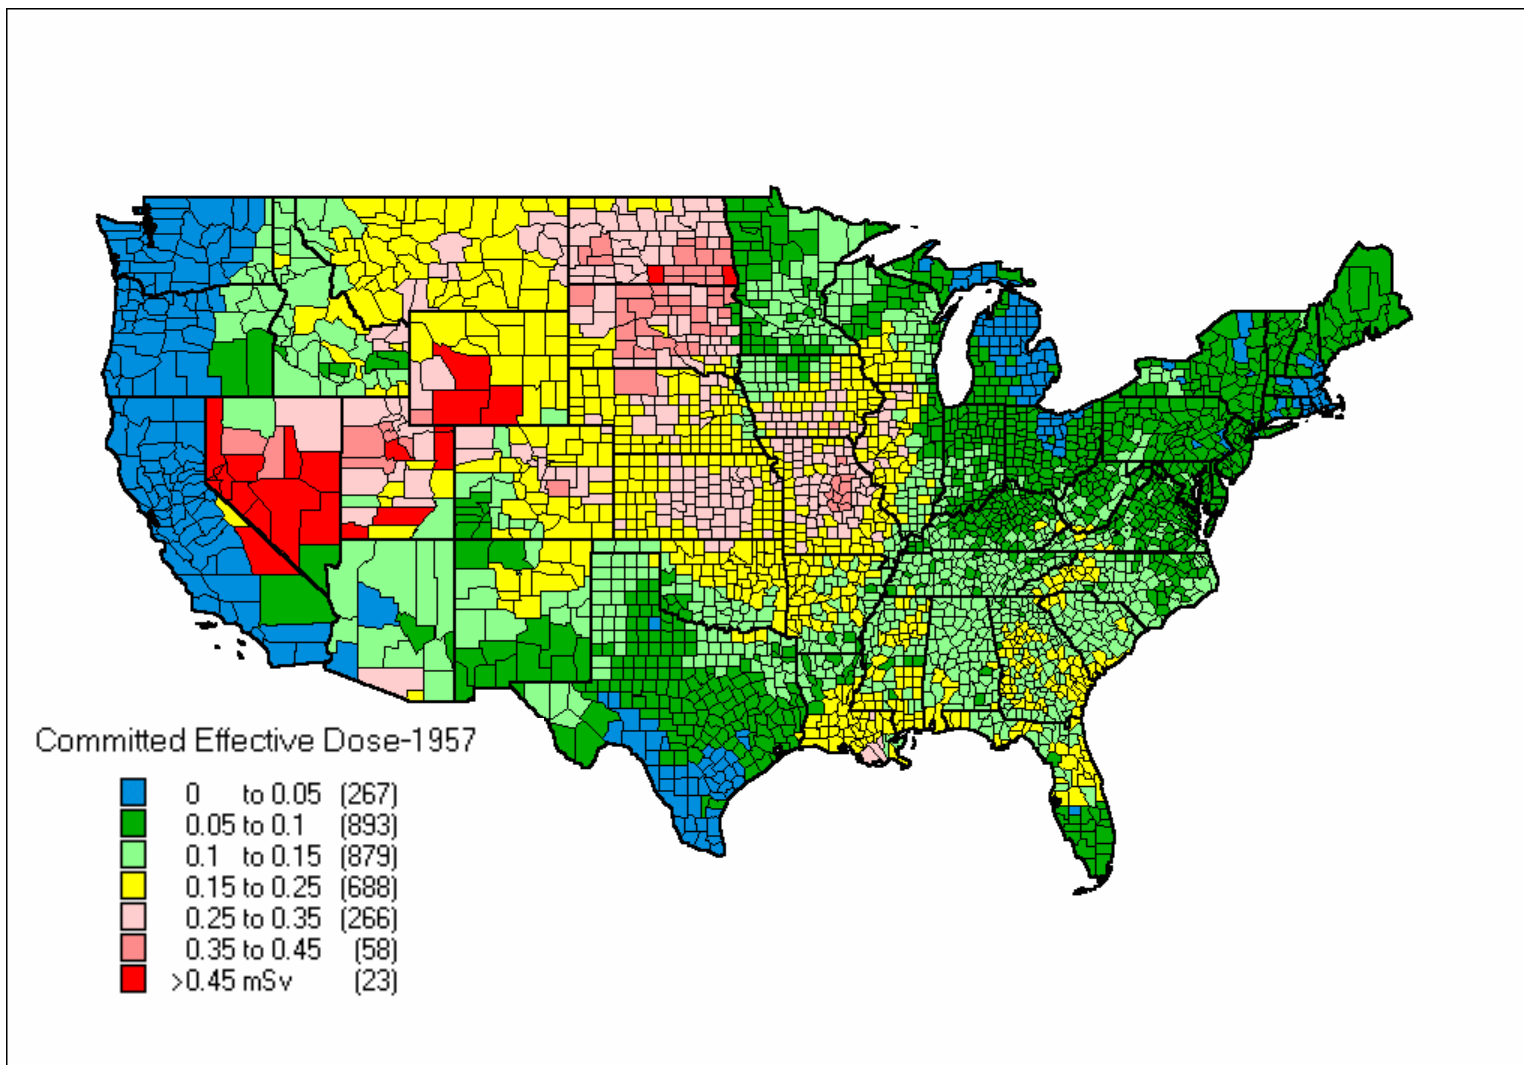 Committed Effective Dose-1957
0 to 0.05 (267)
0.05 to 0.1 (893)
0.1 to 0.15 (879)
0.15 to 0.25 (688)
0.25 to 0.35 (266)
0.35 to 0.45 (58)
>0.45 mSv (23)